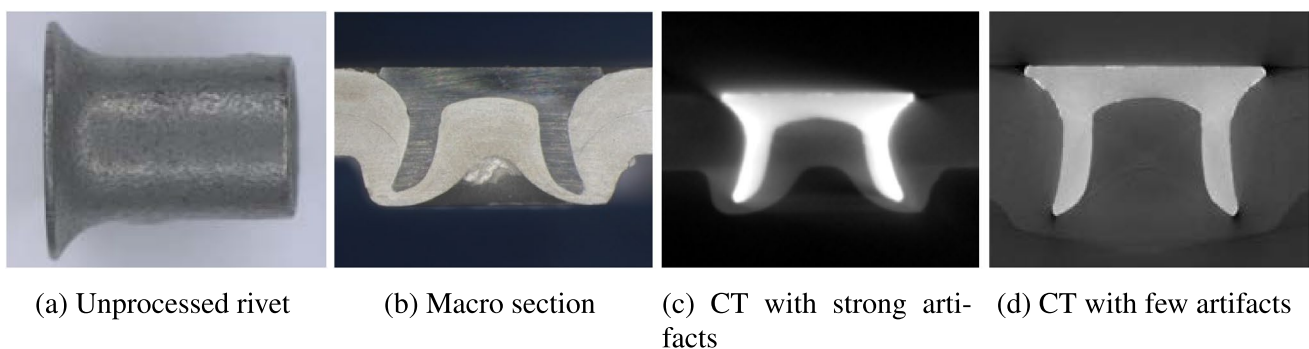 (a) Unprocessed rivet
(b) Macro section
(c) CT with strong arti-
facts
(d) CT with few artifacts